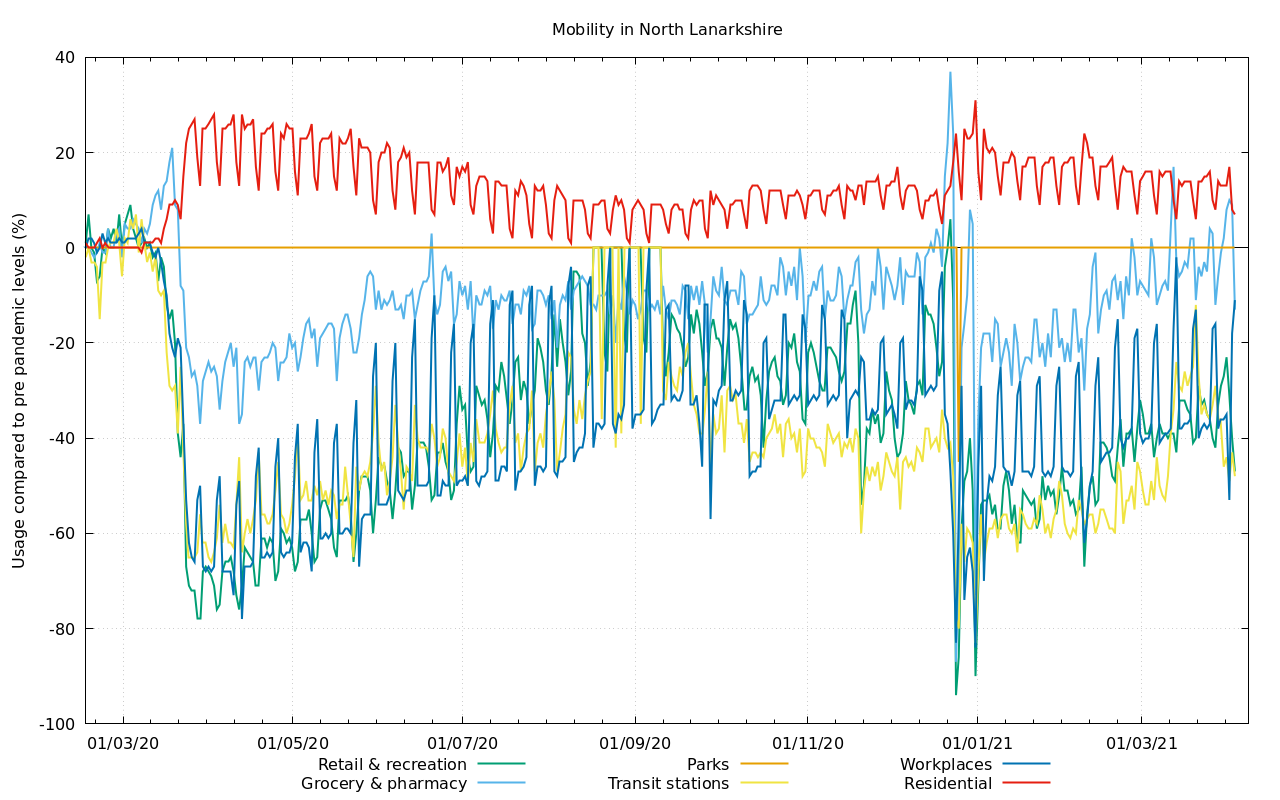 Mobility in North Lanarkshire
Usage compared to pre pandemic levels (%)
40
20
0
-20
-40
-60
-80
-100
01/03/20 01/05/20 01/07/20 01/09/20 01/11/20 01/01/21 01/03/21
Retail & recreation Parks Workplaces
Grocery & pharmacy Transit stations Residential